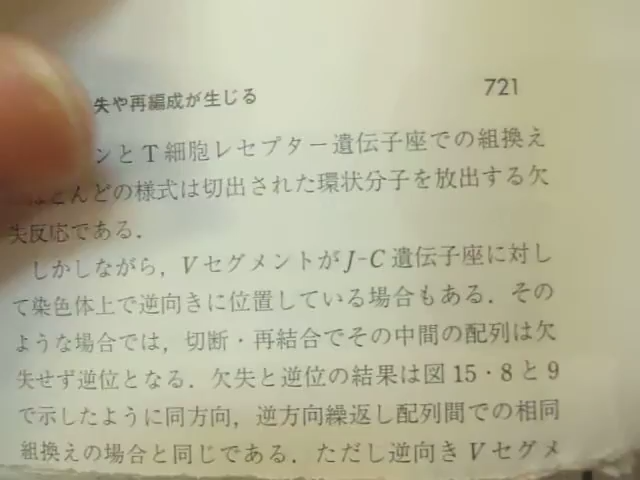 失や再編成が生じる 721
ンとT細胞レセプター遺伝子座での組換え
とんどの様式は切出された環状分子を放出する欠
失反応である．
しかしながら，VセグメントがJ-C遺伝子座に対し
て染色体上で逆向きに位置している場合もある．その
ような場合では，切断・再結合でその中間の配列は欠
失せず逆位となる．欠失と逆位の結果は図15・8と9
で示したように同方向，逆方向繰返し配列間での相同
組換えの場合と同じである．ただし逆向きVセグメ